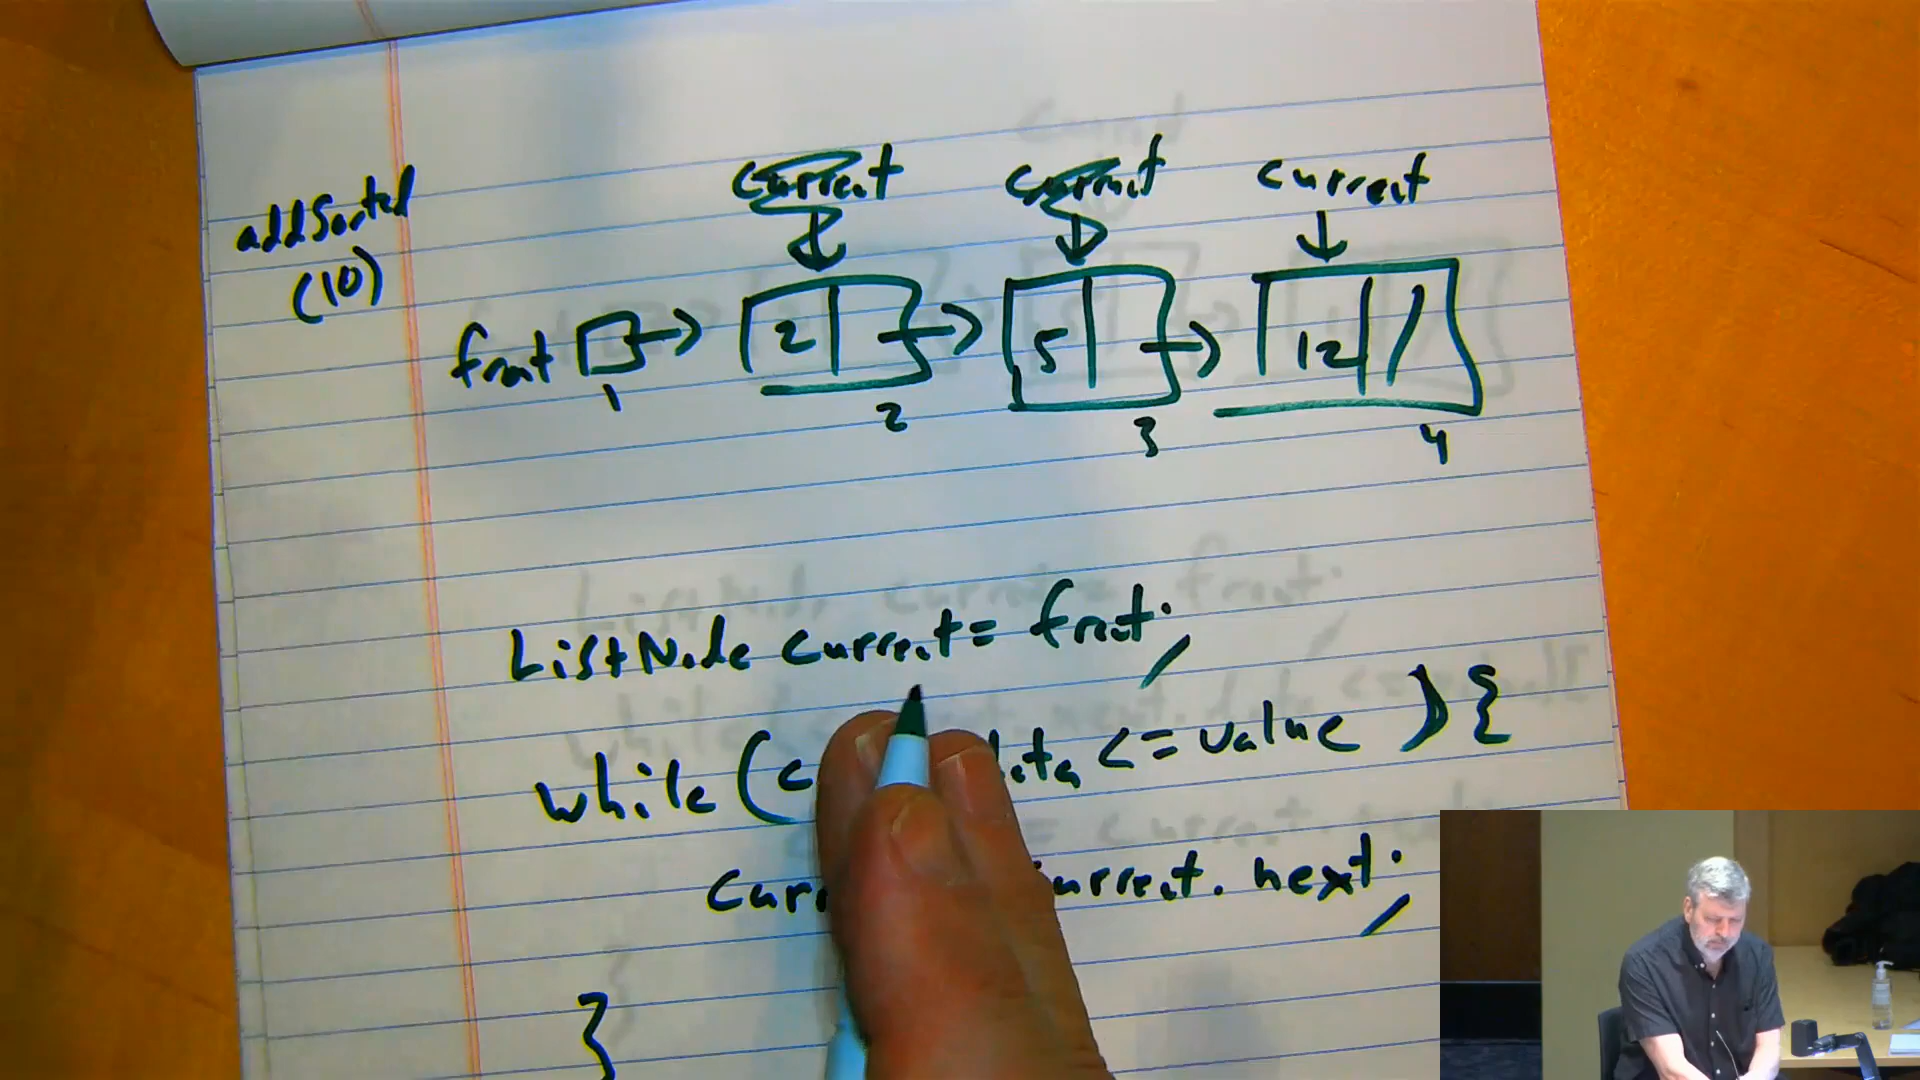 current current current
addSorted
(10)
front 2 5 12
1 2 3 4
ListNode current = front;
while (c data <= value ) {
curr current. next;
}